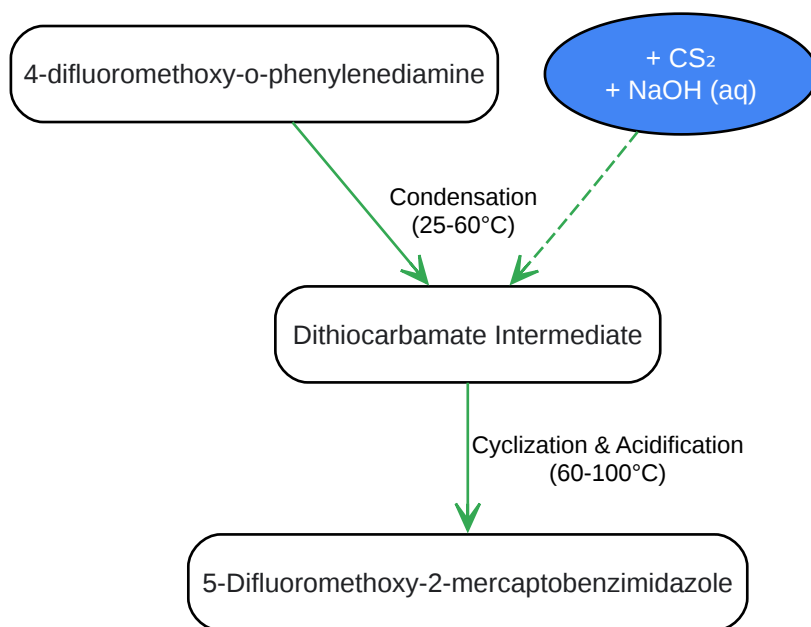 4-difluoromethoxy-o-phenylenediamine
+ CS₂
+ NaOH (aq)
Condensation
(25-60°C)
Dithiocarbamate Intermediate
Cyclization & Acidification
(60-100°C)
5-Difluoromethoxy-2-mercaptobenzimidazole